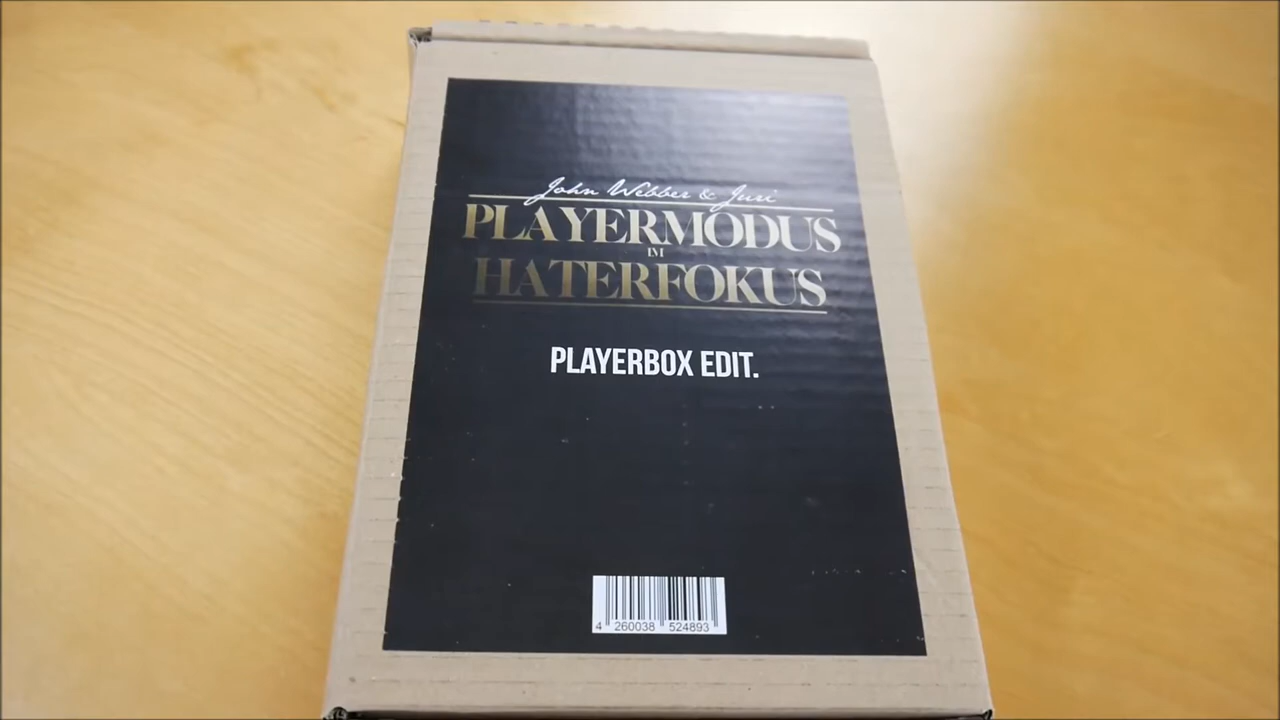 John Webber & Juri
PLAYERMODUS
IM
HATERFOKUS
PLAYERBOX EDIT.
4 260038 524893